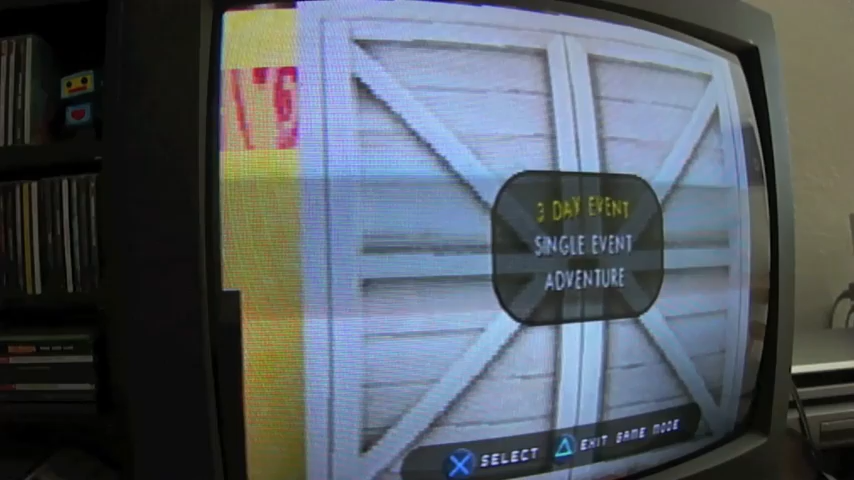 3 DAY EVENT
SINGLE EVENT
ADVENTURE
SELECT EXIT GAME MODE